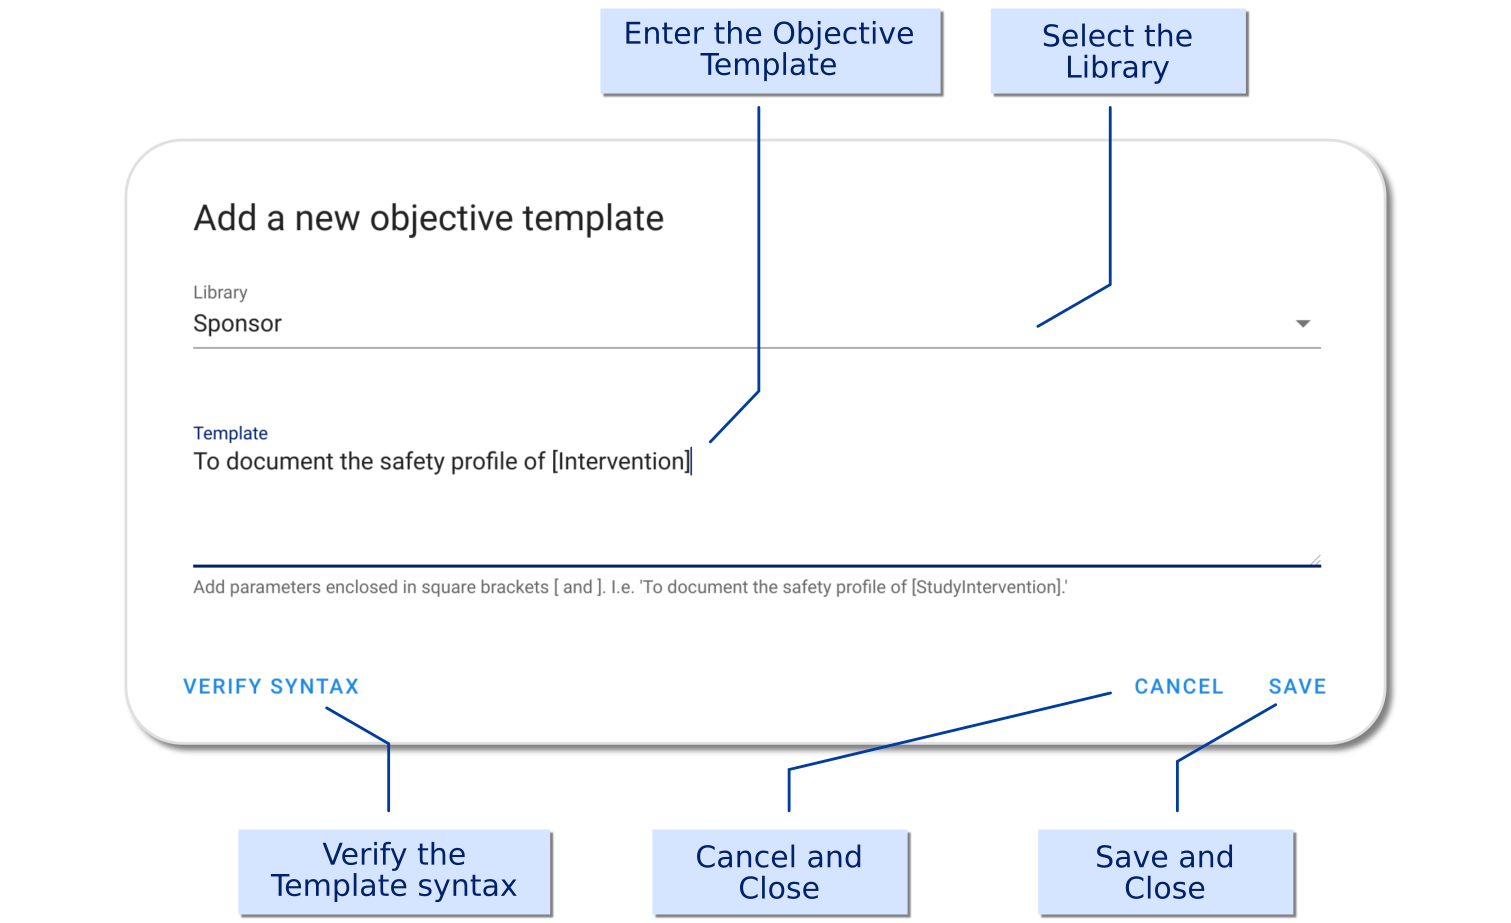 Enter the Objective
Template
Select the
Library
Add a new objective template
Library
Sponsor
Template
To document the safety profile of [Intervention]
Add parameters enclosed in square brackets [ and ]. I.e. 'To document the safety profile of [StudyIntervention].'
VERIFY SYNTAX
CANCEL
SAVE
Verify the
Template syntax
Cancel and
Close
Save and
Close